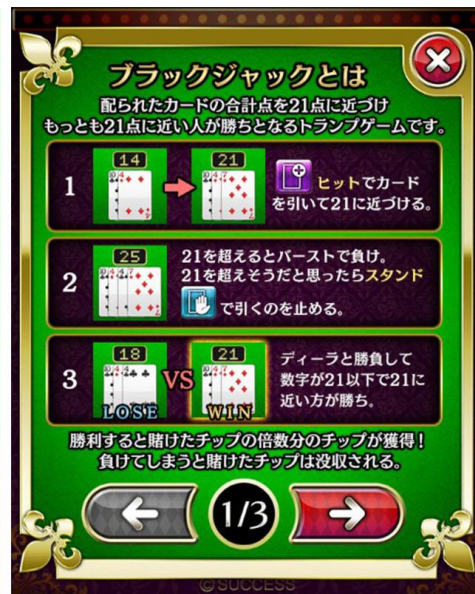 ブラックジャックとは
配られたカードの合計点を21点に近づけ
もっとも21点に近い人が勝ちとなるトランプゲームです。
1
14
21
ヒットでカード
を引いて21に近づける。
2
25
21を超えるとバーストで負け。
21を超えそうだと思ったらスタンド
で引くのを止める。
3
18
LOSE
VS
21
WIN
ディーラと勝負して
数字が21以下で21に
近い方が勝ち。
勝利すると賭けたチップの倍数分のチップが獲得!
負けてしまうと賭けたチップは没収される。
1/3
©SUCCESS